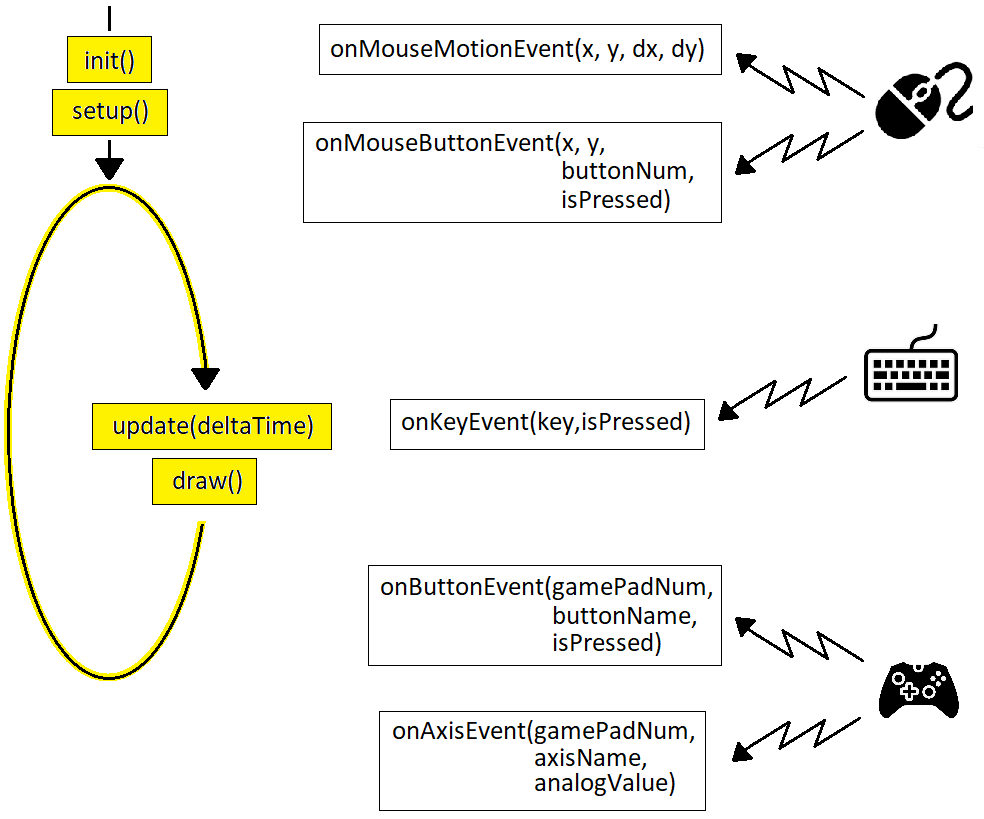 init()
setup()
update(deltaTime)
draw()
onMouseMotionEvent(x, y, dx, dy)
onMouseButtonEvent(x, y,
buttonNum,
isPressed)
onKeyEvent(key,isPressed)
onButtonEvent(gamePadNum,
buttonName,
isPressed)
onAxisEvent(gamePadNum,
axisName,
analogValue)